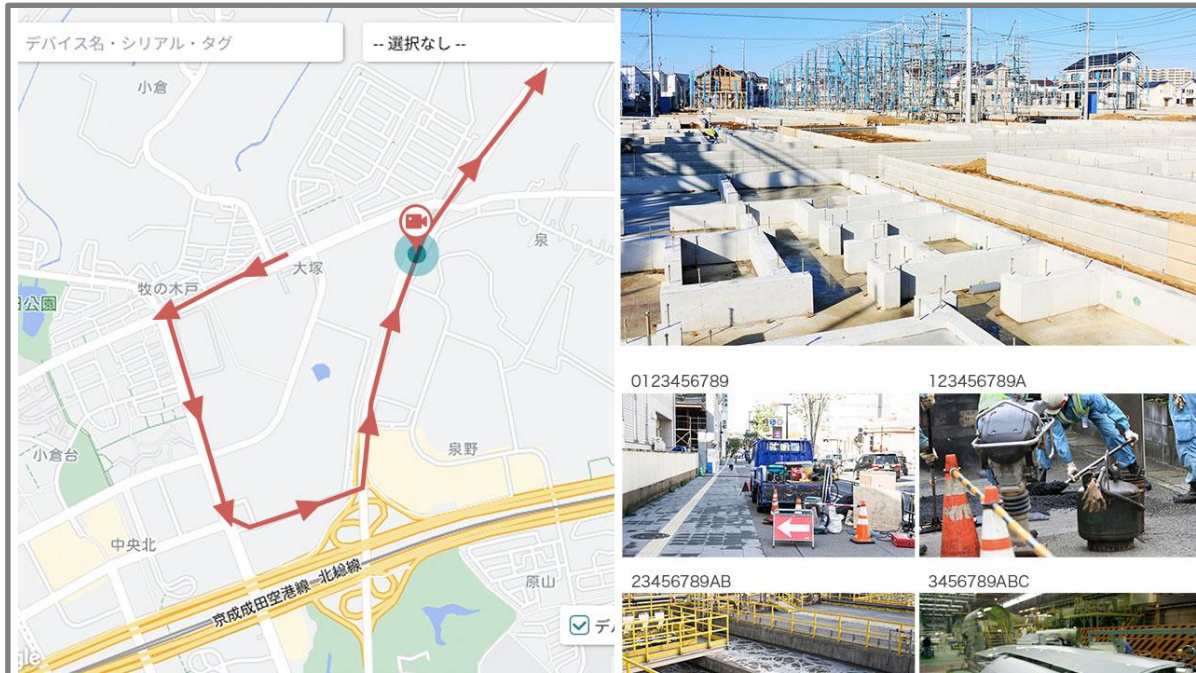 デバイス名・シリアル・タグ
-- 選択なし --
小倉
大塚
泉
牧の木戸
公園
小倉台
泉野
中央北
京成成田空港線 北総線
原山
デ
gle
0123456789
123456789A
23456789AB
3456789ABC